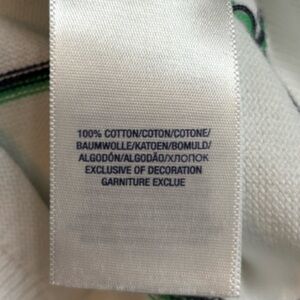 100% COTTON/COTON/COTONE/
BAUMWOLLE/KATOEN/BOMULD/
ALGODÓN/ALGODÃO/ХЛОПОК
EXCLUSIVE OF DECORATION
GARNITURE EXCLUE